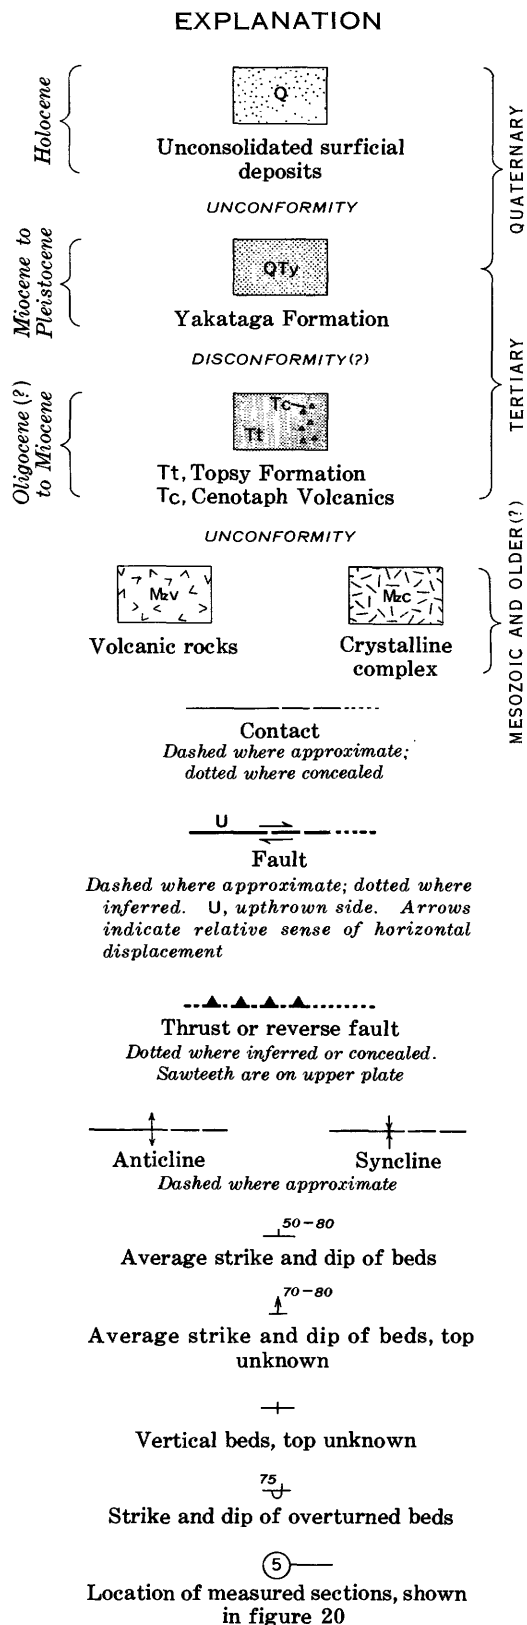 EXPLANATION
Holocene
Q
Unconsolidated surficial
deposits
QUATERNARY
UNCONFORMITY
Miocene to
Pleistocene
QTy
Yakataga Formation
DISCONFORMITY(?)
TERTIARY
Oligocene (?)
to Miocene
Tc
Tt
Tt, Topsy Formation
Tc, Cenotaph Volcanics
UNCONFORMITY
MzV
Volcanic rocks
Mzc
Crystalline
complex
MESOZOIC AND OLDER(?)
Contact
Dashed where approximate;
dotted where concealed
U
Fault
Dashed where approximate; dotted where
inferred. U, upthrown side. Arrows
indicate relative sense of horizontal
displacement
Thrust or reverse fault
Dotted where inferred or concealed.
Sawteeth are on upper plate
Anticline
Syncline
Dashed where approximate
50-80
Average strike and dip of beds
70-80
Average strike and dip of beds, top
unknown
Vertical beds, top unknown
75
Strike and dip of overturned beds
5
Location of measured sections, shown
in figure 20